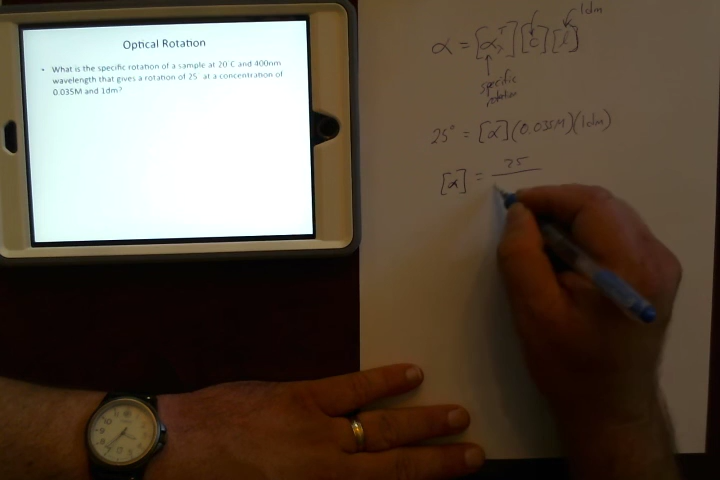 Optical Rotation
• What is the specific rotation of a sample at 20 C and 400nm
wavelength that gives a rotation of 25 at a concentration of
0.035M and 1dm?
1dm
α = [α_λ^T][c][l]
specific
rotation
25° = [α](0.035M)(1dm)
[α] = 25